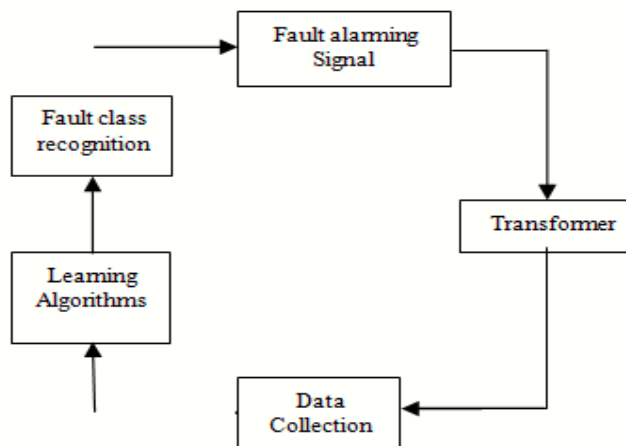 Fault alarming
Signal
Fault class
recognition
Transformer
Learning
Algorithms
Data
Collection